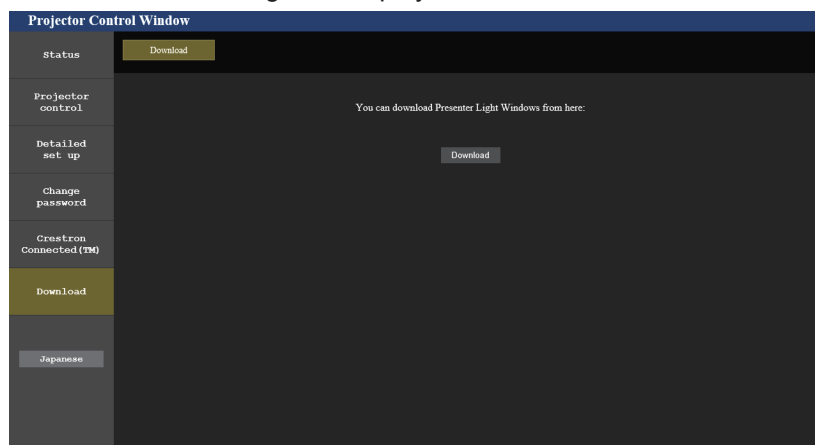 Projector Control Window
Status
Download
Projector
control
You can download Presenter Light Windows from here:
Detailed
set up
Download
Change
password
Crestron
Connected(TM)
Download
Japanese